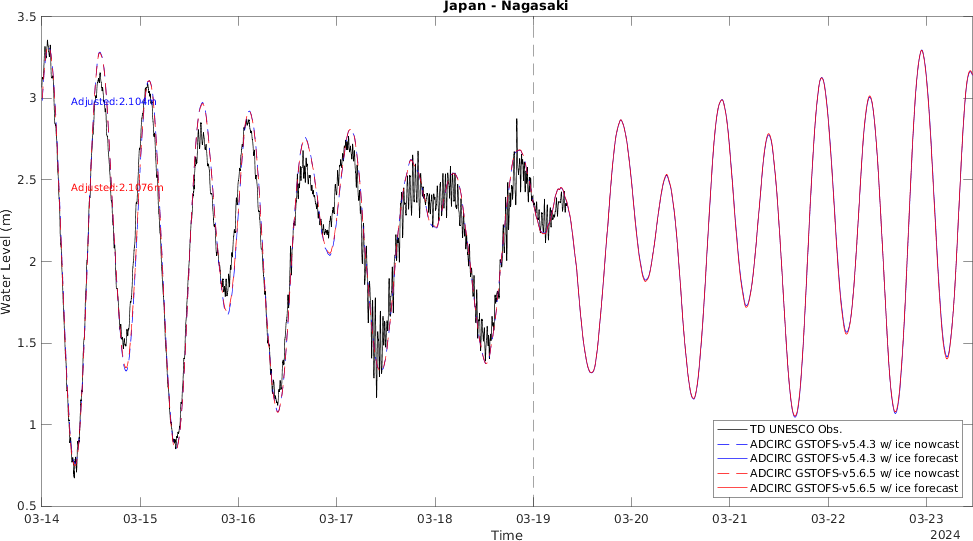 Japan - Nagasaki
3.5
3
2.5
2
1.5
1
0.5
Water Level (m)
Adjusted:2.104m
Adjusted:2.1076m
TD UNESCO Obs.
ADCIRC GSTOFS-v5.4.3 w/ ice nowcast
ADCIRC GSTOFS-v5.4.3 w/ ice forecast
ADCIRC GSTOFS-v5.6.5 w/ ice nowcast
ADCIRC GSTOFS-v5.6.5 w/ ice forecast
03-14 03-15 03-16 03-17 03-18 03-19 03-20 03-21 03-22 03-23
Time
2024